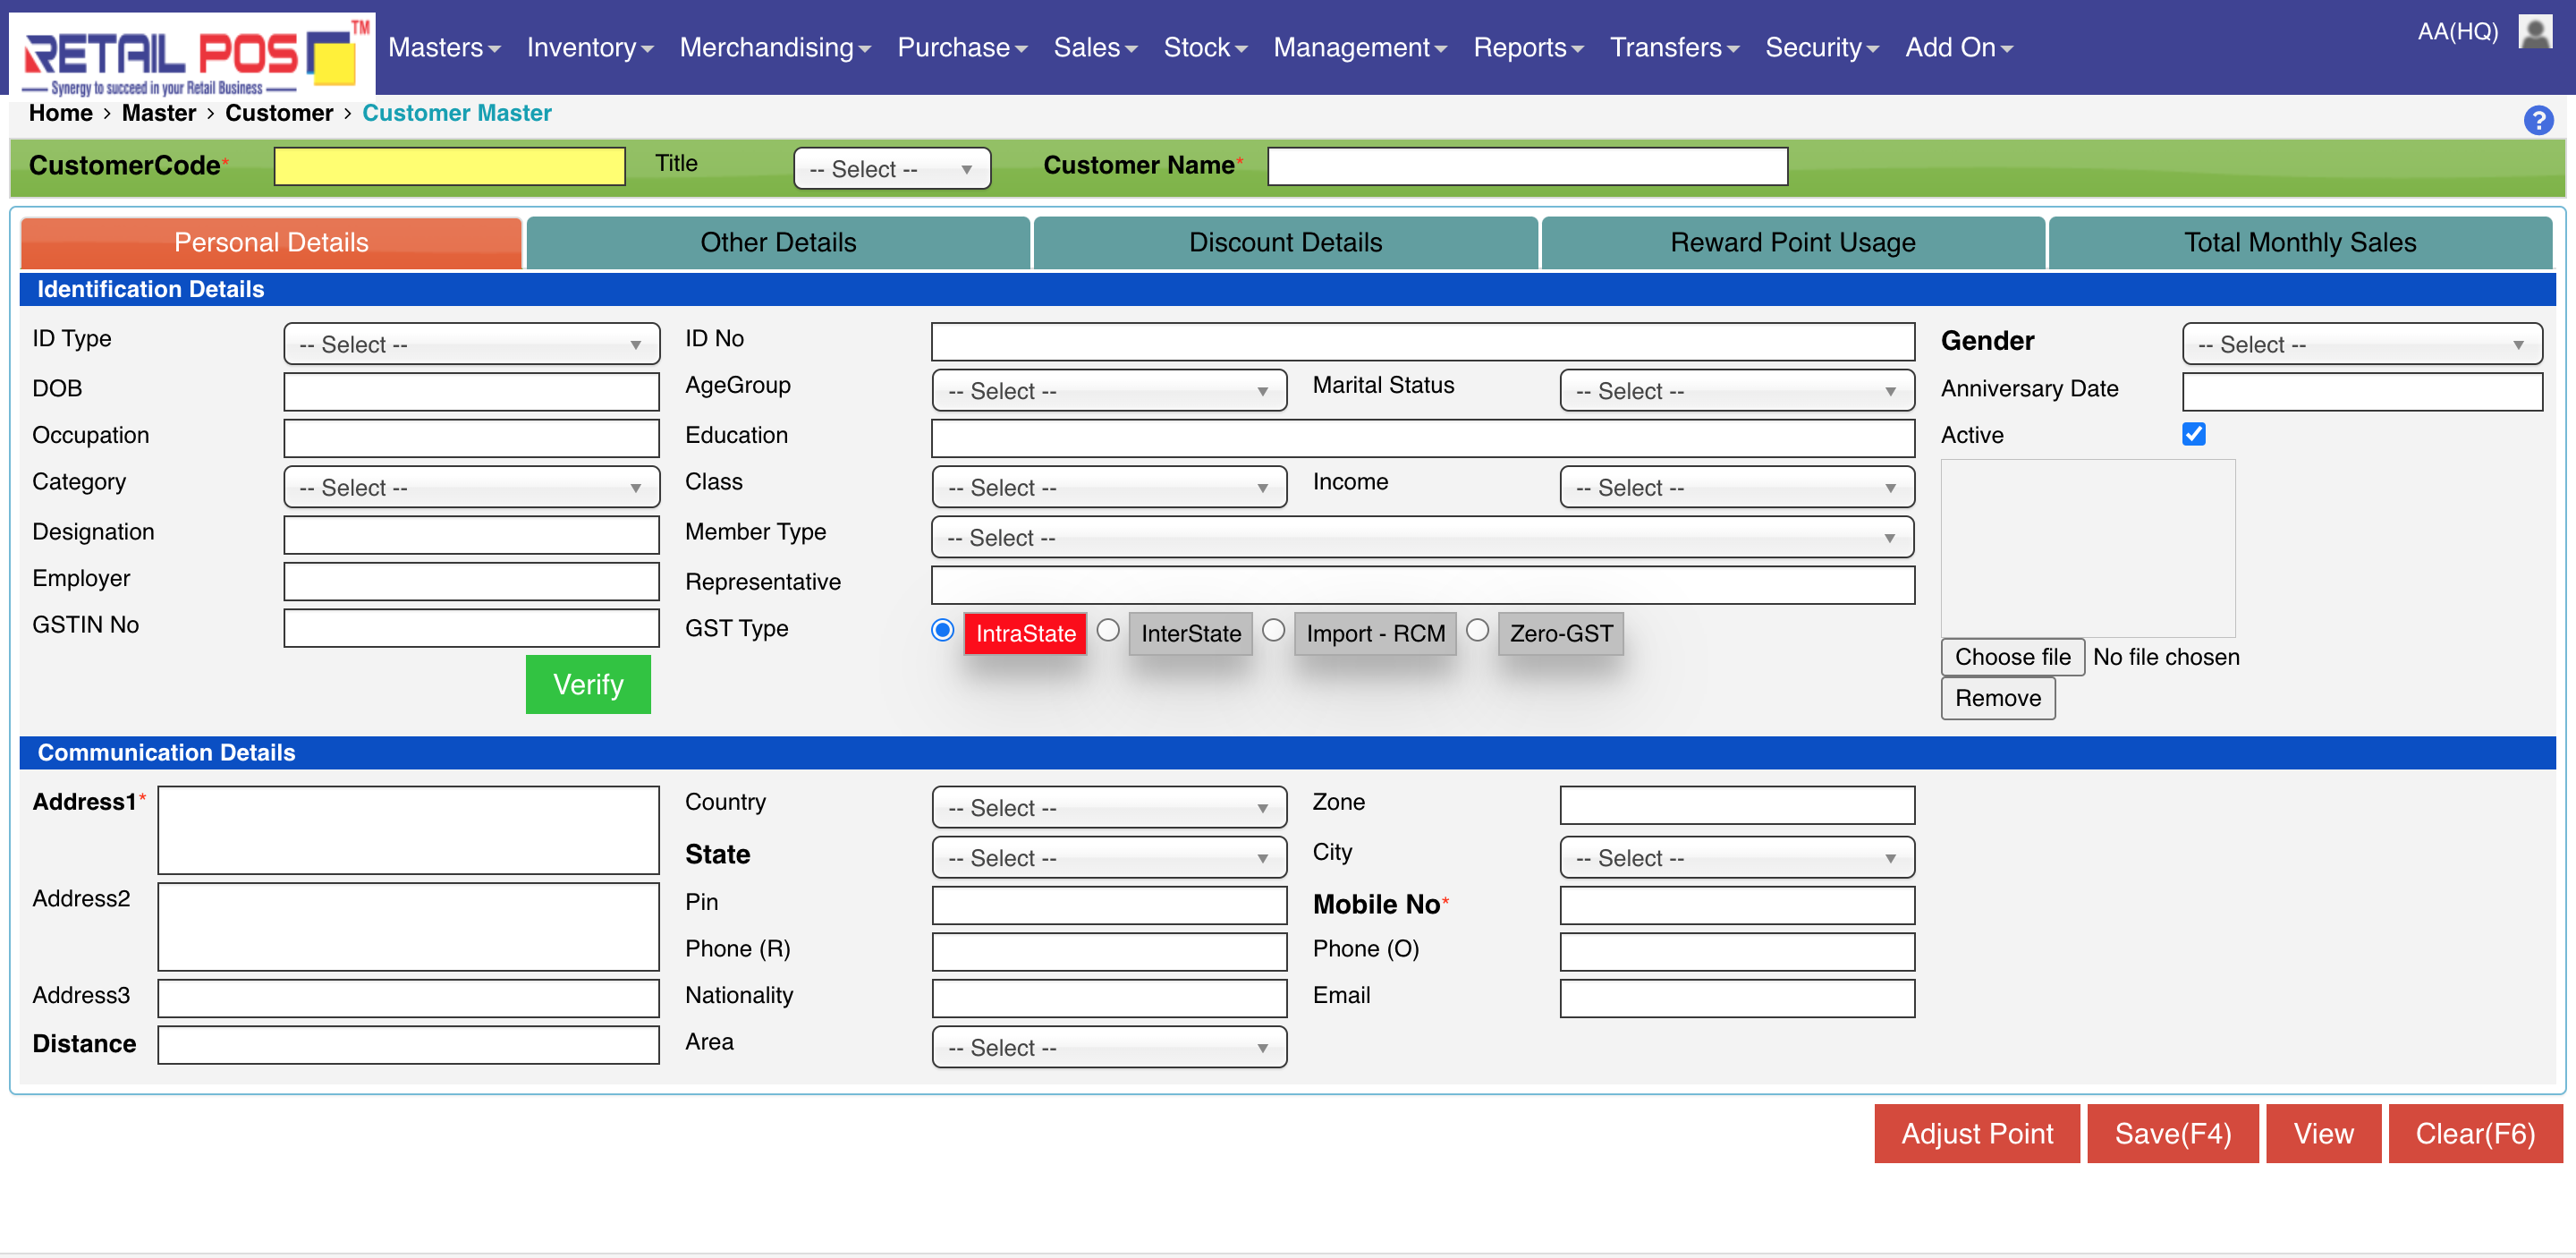 RETAIL POS TM
Synergy to succeed in your Retail Business
Masters Inventory Merchandising Purchase Sales Stock Management Reports Transfers Security Add On AA(HQ)
Home > Master > Customer > Customer Master ?
CustomerCode* Title -- Select -- Customer Name*
Personal Details Other Details Discount Details Reward Point Usage Total Monthly Sales
Identification Details
ID Type -- Select -- ID No Gender -- Select --
DOB AgeGroup -- Select -- Marital Status -- Select -- Anniversary Date
Occupation Education Active
Category -- Select -- Class -- Select -- Income -- Select --
Designation Member Type -- Select --
Employer Representative
GSTIN No GST Type IntraState InterState Import - RCM Zero-GST
Choose file No file chosen
Verify Remove
Communication Details
Address1* Country -- Select -- Zone
State -- Select -- City -- Select --
Address2 Pin Mobile No*
Phone (R) Phone (O)
Address3 Nationality Email
Distance Area -- Select --
Adjust Point Save(F4) View Clear(F6)